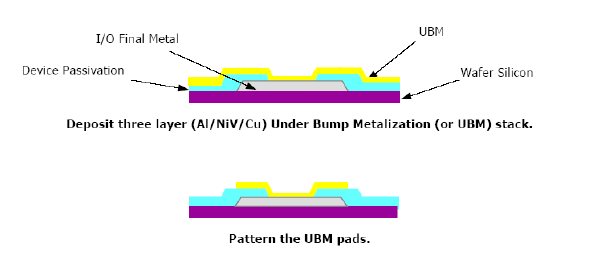 I/O Final Metal
UBM
Device Passivation
Wafer Silicon
Deposit three layer (Al/NiV/Cu) Under Bump Metalization (or UBM) stack.
Pattern the UBM pads.